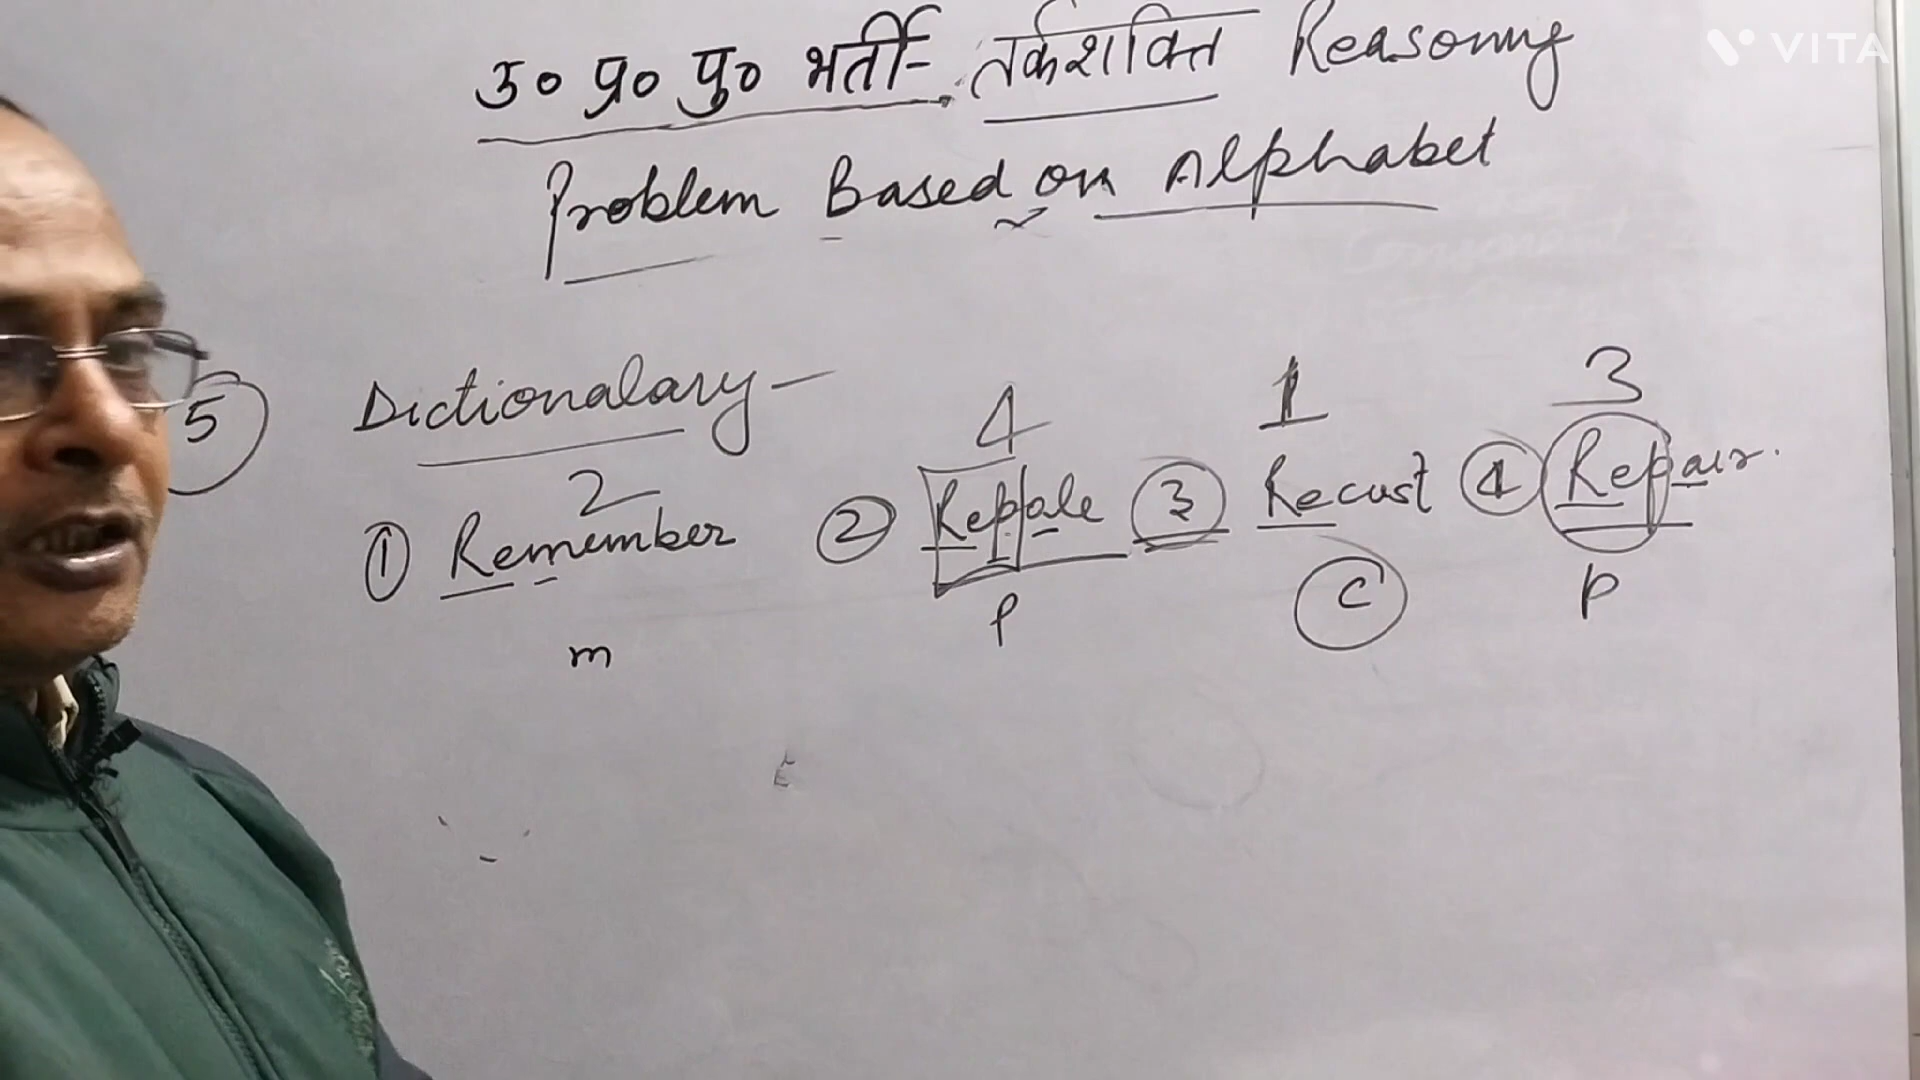 VITA
उ० प्र० पु० भर्ती - तर्कशक्ति Reasoning
Problem Based on Alphabet
5 Dictionalary -
2 4 1 3
① Remember ② Reppale ③ Recust ④ Repair.
m p c p